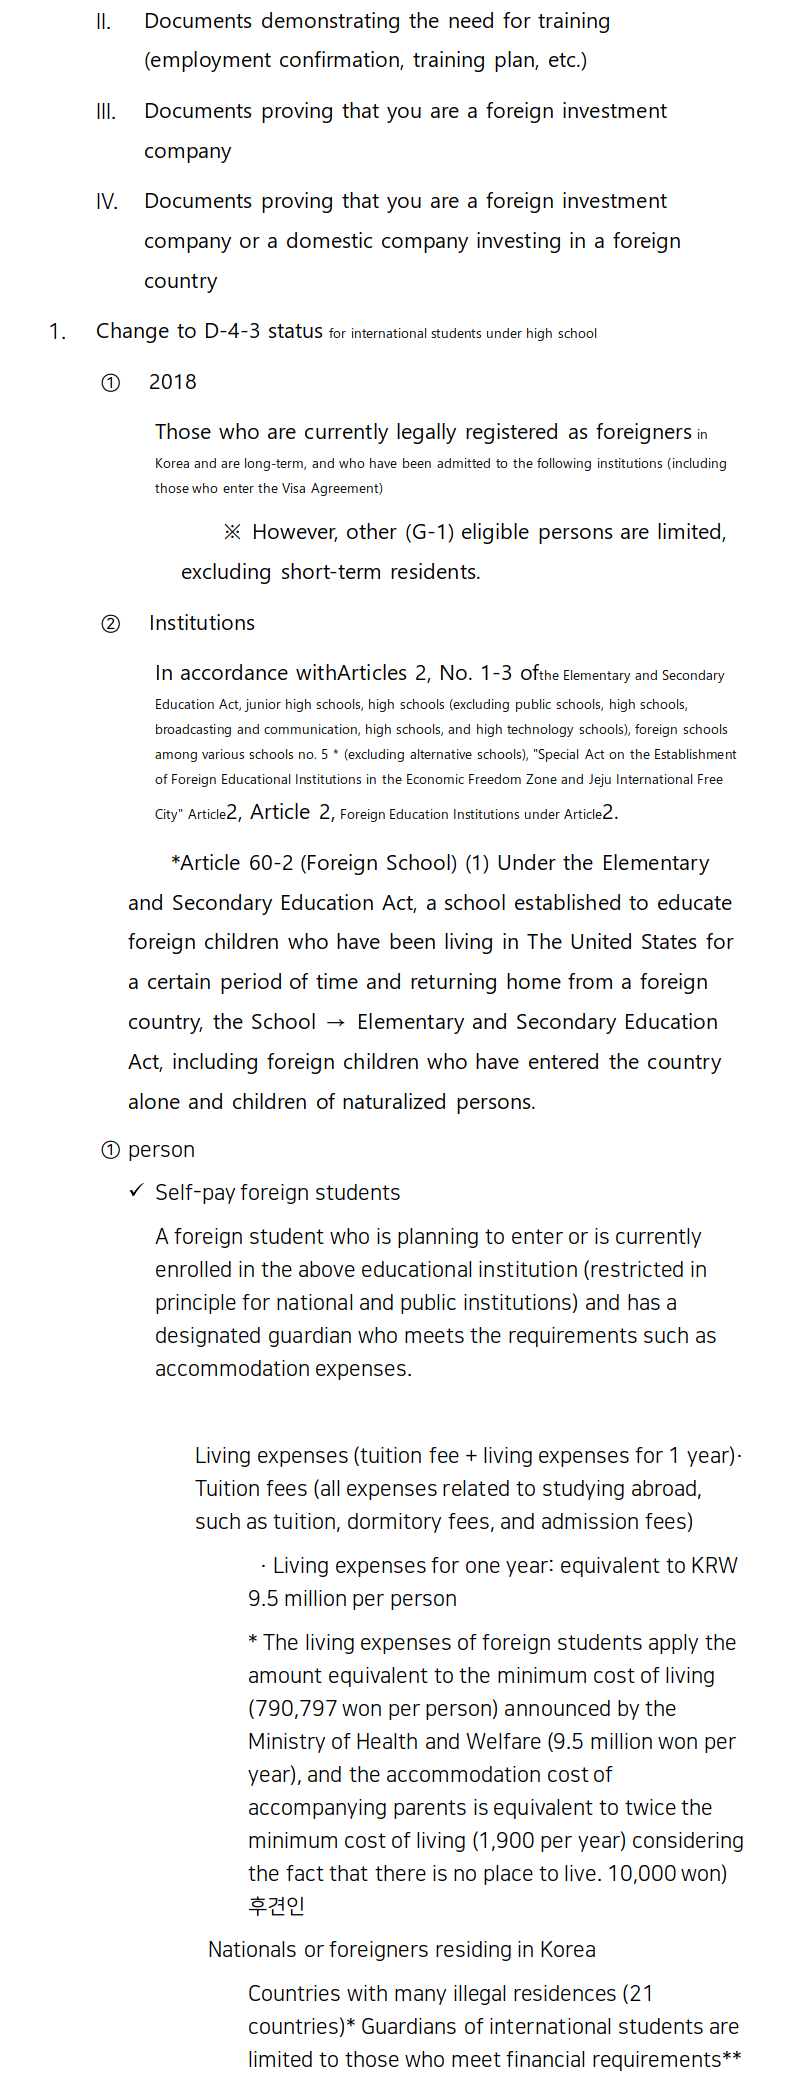 II. Documents demonstrating the need for training
(employment confirmation, training plan, etc.)
III. Documents proving that you are a foreign investment
company
IV. Documents proving that you are a foreign investment
company or a domestic company investing in a foreign
country
1. Change to D-4-3 status for international students under high school
① 2018
Those who are currently legally registered as foreigners in
Korea and are long-term, and who have been admitted to the following institutions (including
those who enter the Visa Agreement)
※ However, other (G-1) eligible persons are limited,
excluding short-term residents.
② Institutions
In accordance withArticles 2, No. 1-3 ofthe Elementary and Secondary
Education Act, junior high schools, high schools (excluding public schools, high schools,
broadcasting and communication, high schools, and high technology schools), foreign schools
among various schools no. 5 * (excluding alternative schools), "Special Act on the Establishment
of Foreign Educational Institutions in the Economic Freedom Zone and Jeju International Free
City" Article2, Article 2, Foreign Education Institutions under Article2.
*Article 60-2 (Foreign School) (1) Under the Elementary
and Secondary Education Act, a school established to educate
foreign children who have been living in The United States for
a certain period of time and returning home from a foreign
country, the School → Elementary and Secondary Education
Act, including foreign children who have entered the country
alone and children of naturalized persons.
① person
✓ Self-pay foreign students
A foreign student who is planning to enter or is currently
enrolled in the above educational institution (restricted in
principle for national and public institutions) and has a
designated guardian who meets the requirements such as
accommodation expenses.
Living expenses (tuition fee + living expenses for 1 year)·
Tuition fees (all expenses related to studying abroad,
such as tuition, dormitory fees, and admission fees)
· Living expenses for one year: equivalent to KRW
9.5 million per person
* The living expenses of foreign students apply the
amount equivalent to the minimum cost of living
(790,797 won per person) announced by the
Ministry of Health and Welfare (9.5 million won per
year), and the accommodation cost of
accompanying parents is equivalent to twice the
minimum cost of living (1,900 per year) considering
the fact that there is no place to live. 10,000 won)
후견인
Nationals or foreigners residing in Korea
Countries with many illegal residences (21
countries)* Guardians of international students are
limited to those who meet financial requirements**